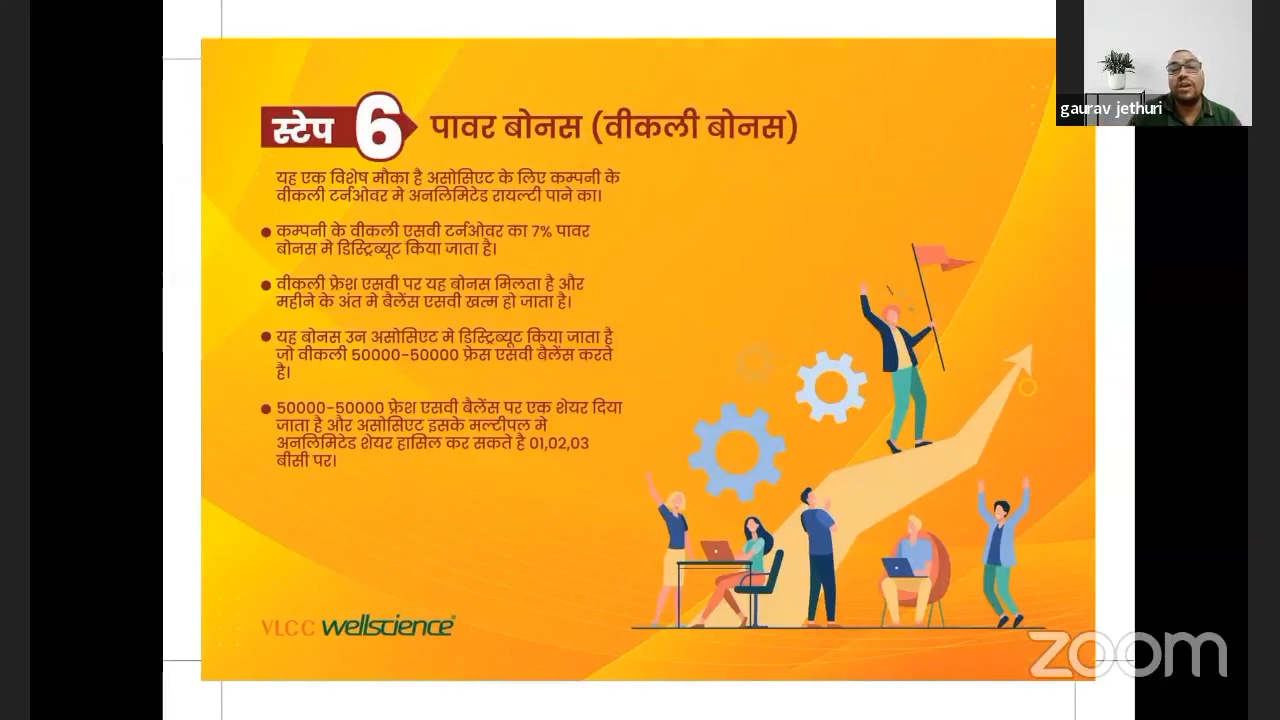 स्टेप 6 पावर बोनस (वीकली बोनस)
यह एक विशेष मौका है असोसिएट के लिए कम्पनी के
वीकली टर्नओवर मे अनलिमिटेड रायल्टी पाने का।
कम्पनी के वीकली एसवी टर्नओवर का 7% पावर
बोनस मे डिस्ट्रिब्यूट किया जाता है।
वीकली फ्रेश एसवी पर यह बोनस मिलता है और
महीने के अंत मे बैलेंस एसवी खत्म हो जाता है।
यह बोनस उन असोसिएट मे डिस्ट्रिब्यूट किया जाता है
जो वीकली 50000-50000 फ्रेस एसवी बैलेंस करते
है।
50000-50000 फ्रेश एसवी बैलेंस पर एक शेयर दिया
जाता है और असोसिएट इसके मल्टीपल मे
अनलिमिटेड शेयर हासिल कर सकते है 01,02,03
बीसी पर।
VLCC wellscience®
gaurav jethuri
zoom